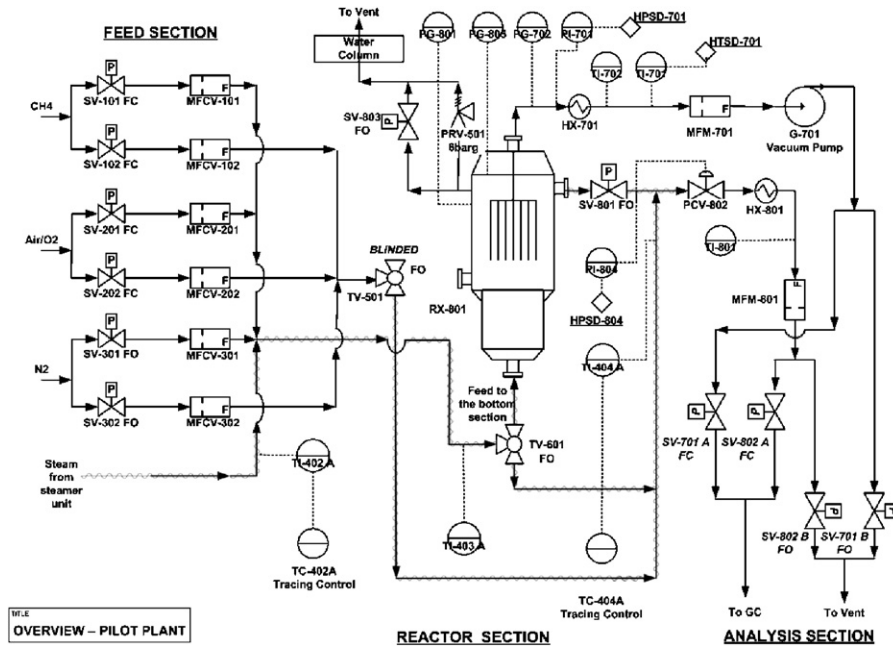 To Vent
FEED SECTION
Water
Column
PG-801
PG-702
PI-701
HPSD-701
HTSD-701
TI-702
TI-701
P
SV-101 FC
F
MFCV-101
CH4
P
SV-102 FC
F
MFCV-102
SV-803
FO
P
PRV-501
6barg
HX-701
F
MFM-701
G-701
Vacuum Pump
P
SV-201 FC
F
MFCV-201
Air/O2
P
SV-202 FC
F
MFCV-202
P
SV-801 FO
PCV-802
HX-801
BLINDED
FO
TV-501
PI-804
TI-801
HPSD-804
RX-801
F
P
SV-301 FO
F
MFCV-301
N2
P
SV-302 FO
F
MFCV-302
TI-404 A
Feed to
the bottom
section
TV-601
FO
P
P
SV-701 A
FC
SV-802 A
FC
Steam
from
steamer
unit
TI-402 A
TI-403 A
P
SV-802 B
FO
SV-701 B
FO
TC-402A
Tracing Control
TC-404A
Tracing Control
To GC
To Vent
TITLE
OVERVIEW – PILOT PLANT
REACTOR SECTION
ANALYSIS SECTION